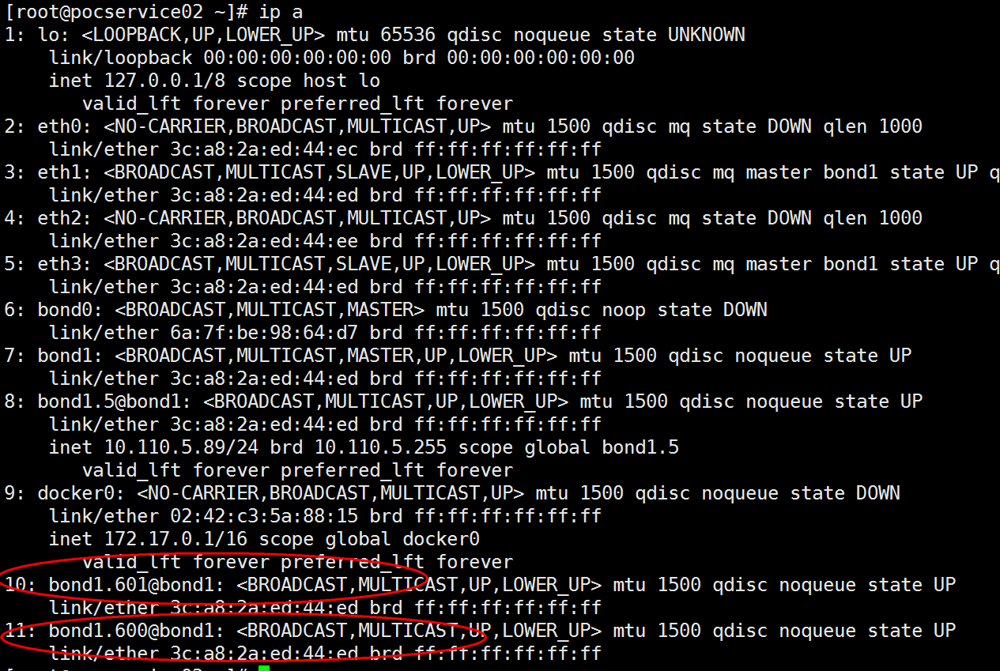 [root@pocservice02 ~]# ip a
1: lo: <LOOPBACK,UP,LOWER_UP> mtu 65536 qdisc noqueue state UNKNOWN
link/loopback 00:00:00:00:00:00 brd 00:00:00:00:00:00
inet 127.0.0.1/8 scope host lo
valid_lft forever preferred_lft forever
2: eth0: <NO-CARRIER,BROADCAST,MULTICAST,UP> mtu 1500 qdisc mq state DOWN qlen 1000
link/ether 3c:a8:2a:ed:44:ec brd ff:ff:ff:ff:ff:ff
3: eth1: <BROADCAST,MULTICAST,SLAVE,UP,LOWER_UP> mtu 1500 qdisc mq master bond1 state UP q
link/ether 3c:a8:2a:ed:44:ed brd ff:ff:ff:ff:ff:ff
4: eth2: <NO-CARRIER,BROADCAST,MULTICAST,UP> mtu 1500 qdisc mq state DOWN qlen 1000
link/ether 3c:a8:2a:ed:44:ee brd ff:ff:ff:ff:ff:ff
5: eth3: <BROADCAST,MULTICAST,SLAVE,UP,LOWER_UP> mtu 1500 qdisc mq master bond1 state UP q
link/ether 3c:a8:2a:ed:44:ed brd ff:ff:ff:ff:ff:ff
6: bond0: <BROADCAST,MULTICAST,MASTER> mtu 1500 qdisc noop state DOWN
link/ether 6a:7f:be:98:64:d7 brd ff:ff:ff:ff:ff:ff
7: bond1: <BROADCAST,MULTICAST,MASTER,UP,LOWER_UP> mtu 1500 qdisc noqueue state UP
link/ether 3c:a8:2a:ed:44:ed brd ff:ff:ff:ff:ff:ff
8: bond1.5@bond1: <BROADCAST,MULTICAST,UP,LOWER_UP> mtu 1500 qdisc noqueue state UP
link/ether 3c:a8:2a:ed:44:ed brd ff:ff:ff:ff:ff:ff
inet 10.110.5.89/24 brd 10.110.5.255 scope global bond1.5
valid_lft forever preferred_lft forever
9: docker0: <NO-CARRIER,BROADCAST,MULTICAST,UP> mtu 1500 qdisc noqueue state DOWN
link/ether 02:42:c3:5a:88:15 brd ff:ff:ff:ff:ff:ff
inet 172.17.0.1/16 scope global docker0
valid_lft forever preferred_lft forever
10: bond1.601@bond1: <BROADCAST,MULTICAST,UP,LOWER_UP> mtu 1500 qdisc noqueue state UP
link/ether 3c:a8:2a:ed:44:ed brd ff:ff:ff:ff:ff:ff
11: bond1.600@bond1: <BROADCAST,MULTICAST,UP,LOWER_UP> mtu 1500 qdisc noqueue state UP
link/ether 3c:a8:2a:ed:44:ed brd ff:ff:ff:ff:ff:ff